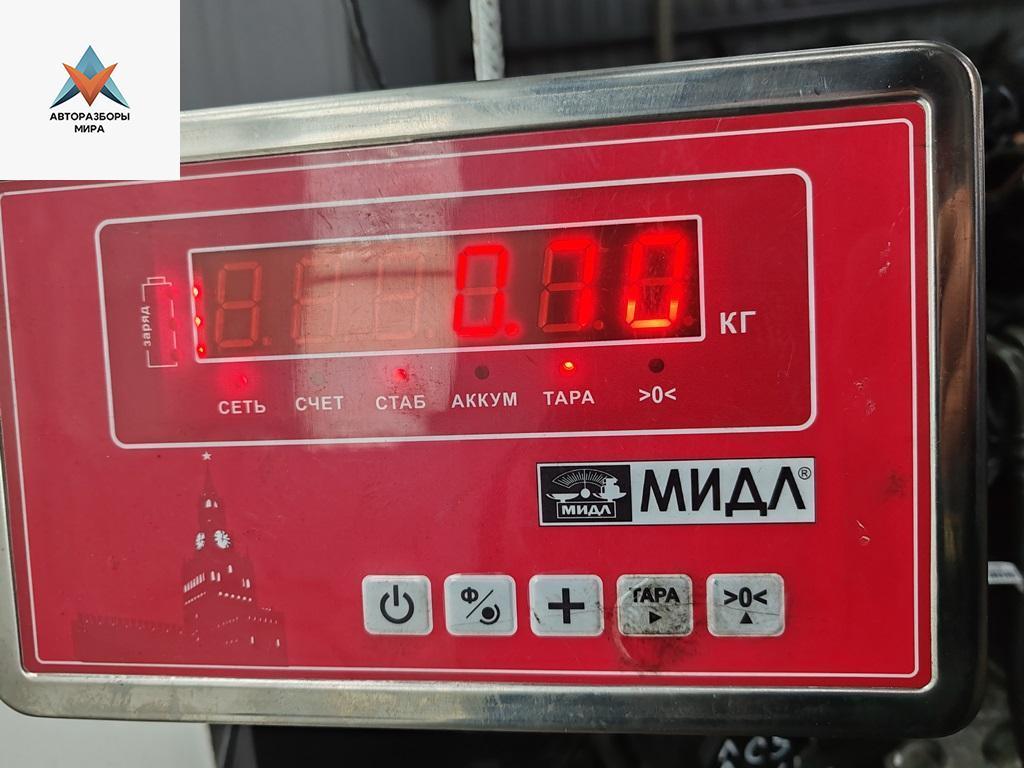 АВТОРАЗБОРЫ
МИРА
заряд
0.70
КГ
СЕТЬ СЧЕТ СТАБ АККУМ ТАРА >0<
МИДЛ МИДЛ®
Ф ТАРА >0<